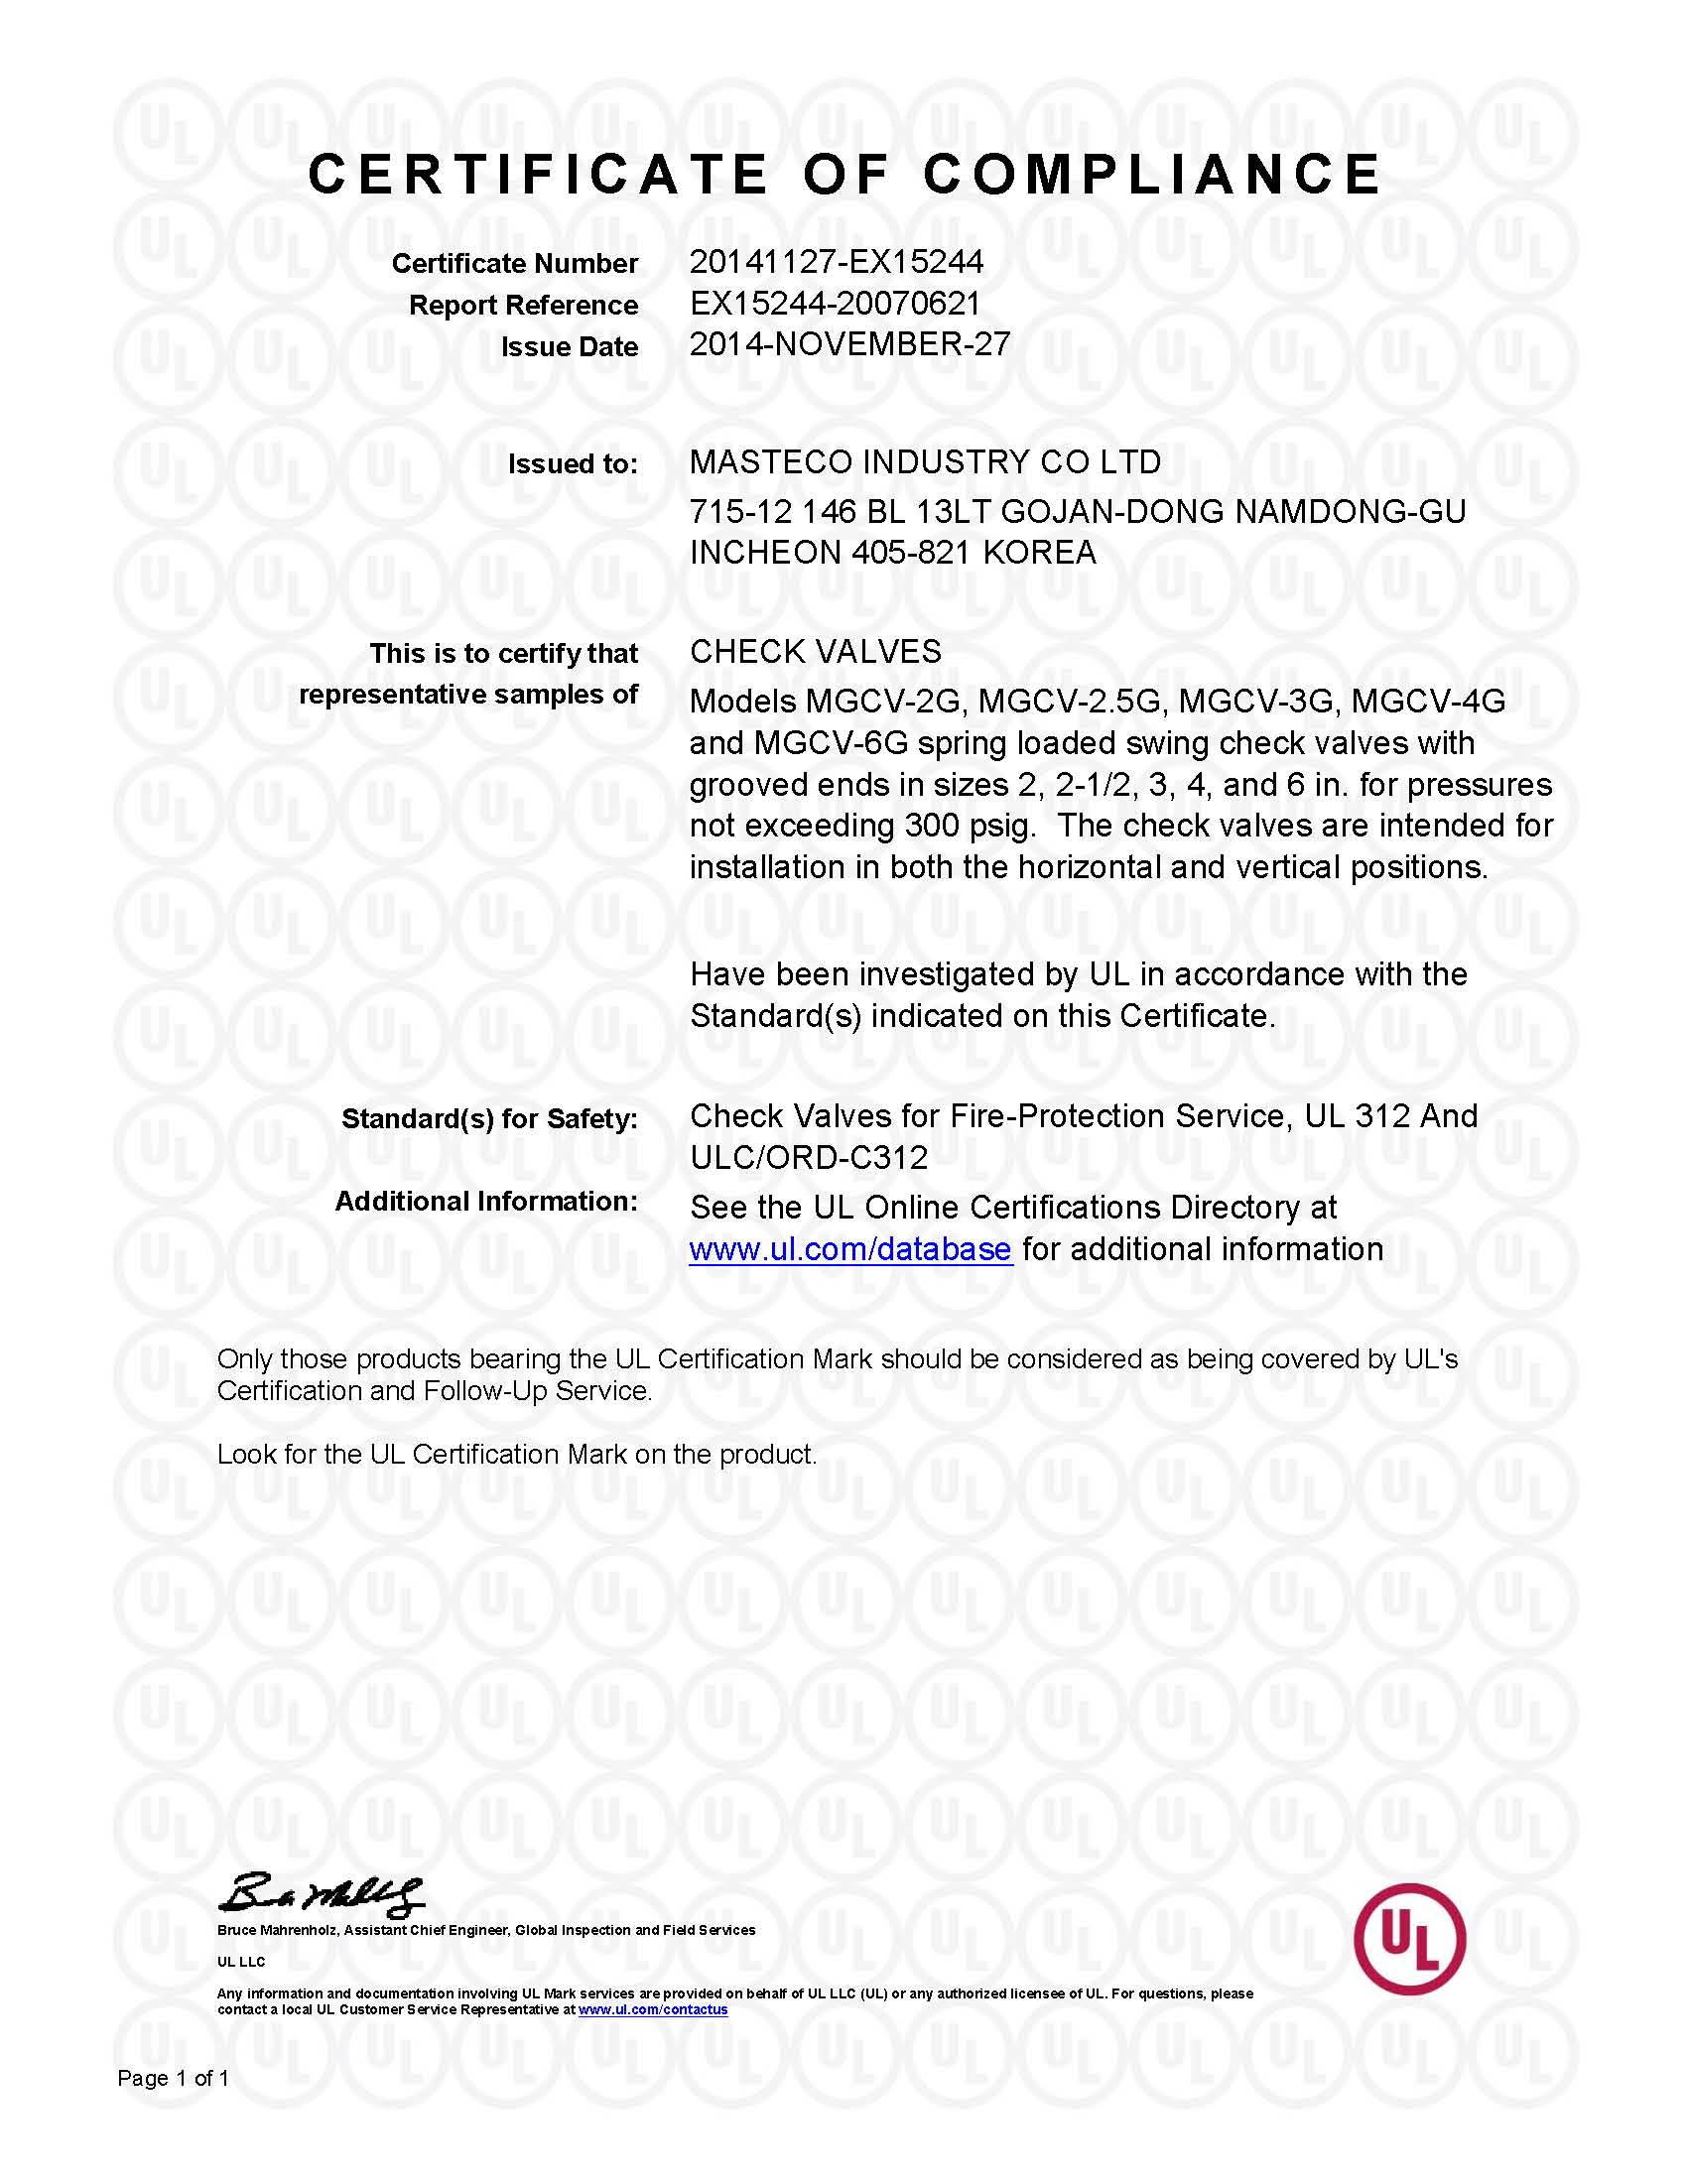 CERTIFICATE OF COMPLIANCE
Certificate Number 20141127-EX15244
Report Reference EX15244-20070621
Issue Date 2014-NOVEMBER-27
Issued to: MASTECO INDUSTRY CO LTD
715-12 146 BL 13LT GOJAN-DONG NAMDONG-GU
INCHEON 405-821 KOREA
This is to certify that CHECK VALVES
representative samples of Models MGCV-2G, MGCV-2.5G, MGCV-3G, MGCV-4G
and MGCV-6G spring loaded swing check valves with
grooved ends in sizes 2, 2-1/2, 3, 4, and 6 in. for pressures
not exceeding 300 psig.  The check valves are intended for
installation in both the horizontal and vertical positions.
Have been investigated by UL in accordance with the
Standard(s) indicated on this Certificate.
Standard(s) for Safety: Check Valves for Fire-Protection Service, UL 312 And
ULC/ORD-C312
Additional Information: See the UL Online Certifications Directory at
www.ul.com/database for additional information
Only those products bearing the UL Certification Mark should be considered as being covered by UL's
Certification and Follow-Up Service.
Look for the UL Certification Mark on the product.
Bruce Mahrenholz, Assistant Chief Engineer, Global Inspection and Field Services
UL LLC
Any information and documentation involving UL Mark services are provided on behalf of UL LLC (UL) or any authorized licensee of UL. For questions, please
contact a local UL Customer Service Representative at www.ul.com/contactus
UL
Page 1 of 1